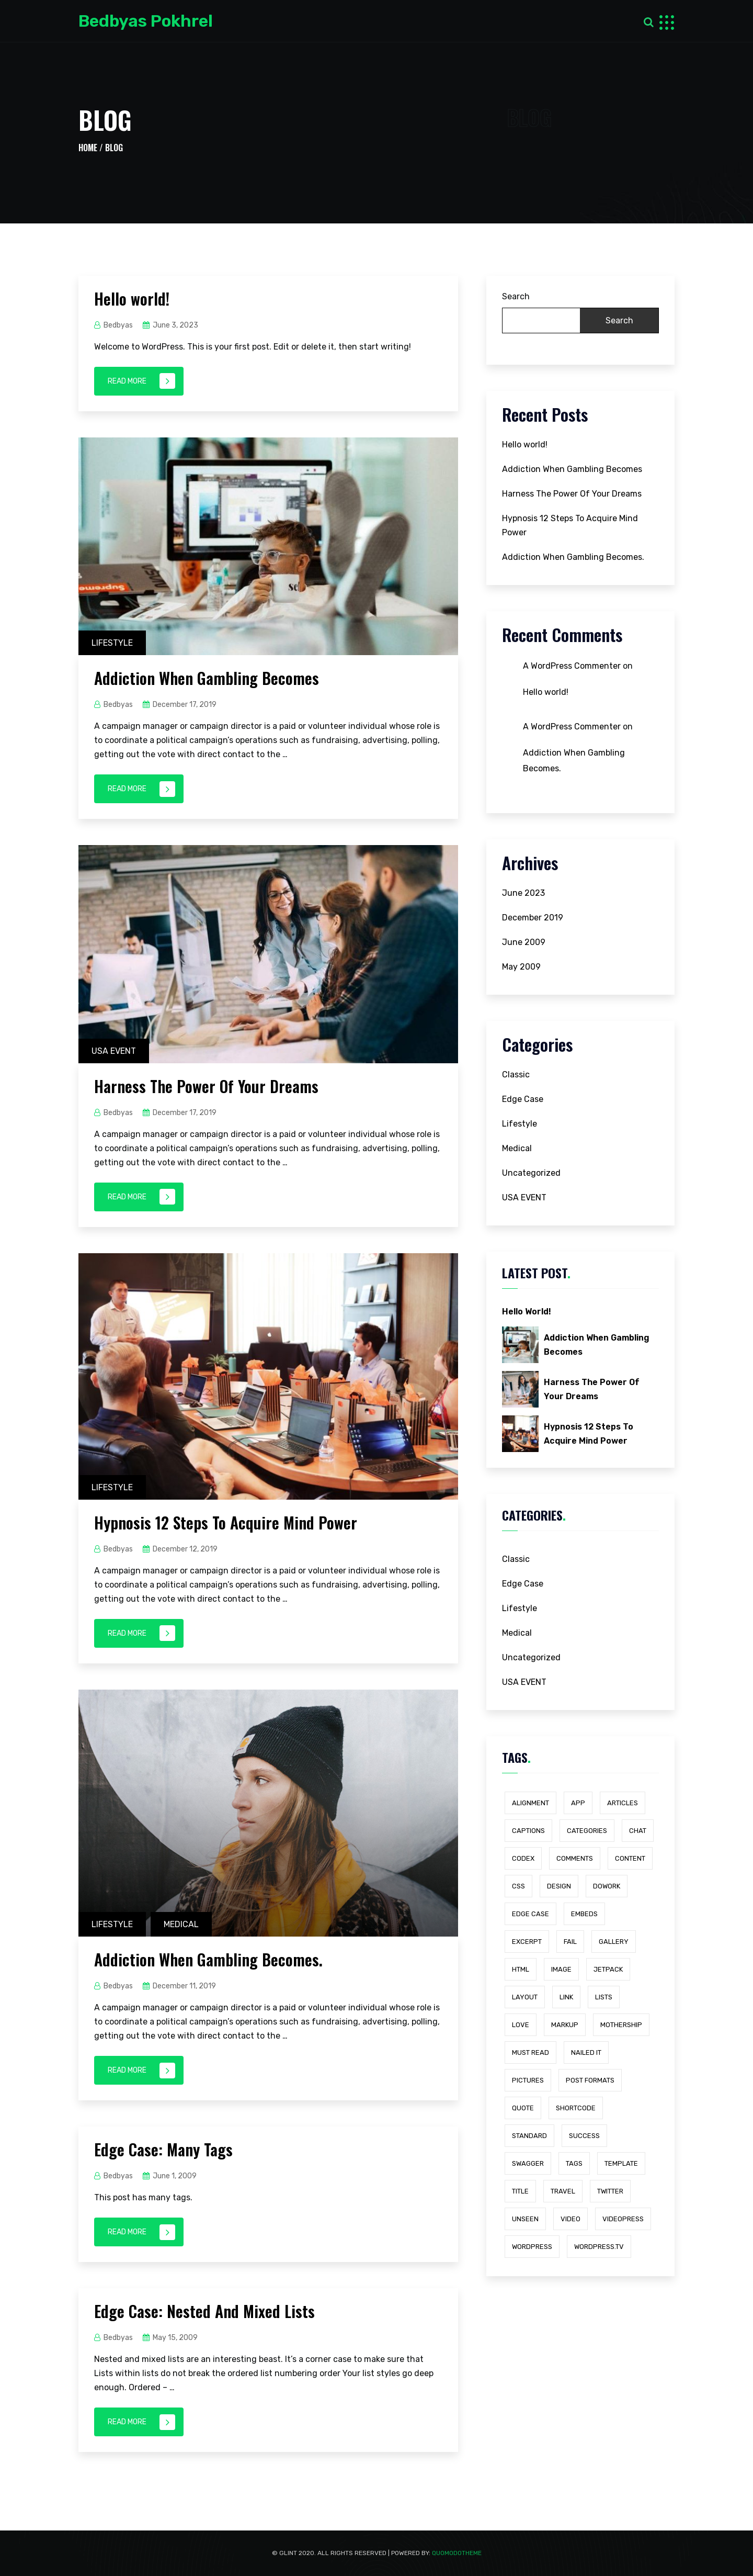 Bedbyas Pokhrel
BLOG
HOME / BLOG
Hello world!
Bedbyas June 3, 2023
Welcome to WordPress. This is your first post. Edit or delete it, then start writing!
READ MORE
LIFESTYLE
Addiction When Gambling Becomes
Bedbyas December 17, 2019
A campaign manager or campaign director is a paid or volunteer individual whose role is
to coordinate a political campaign's operations such as fundraising, advertising, polling,
getting out the vote with direct contact to the …
READ MORE
USA EVENT
Harness The Power Of Your Dreams
Bedbyas December 17, 2019
A campaign manager or campaign director is a paid or volunteer individual whose role is
to coordinate a political campaign's operations such as fundraising, advertising, polling,
getting out the vote with direct contact to the …
READ MORE
LIFESTYLE
Hypnosis 12 Steps To Acquire Mind Power
Bedbyas December 12, 2019
A campaign manager or campaign director is a paid or volunteer individual whose role is
to coordinate a political campaign's operations such as fundraising, advertising, polling,
getting out the vote with direct contact to the …
READ MORE
LIFESTYLE MEDICAL
Addiction When Gambling Becomes.
Bedbyas December 11, 2019
A campaign manager or campaign director is a paid or volunteer individual whose role is
to coordinate a political campaign's operations such as fundraising, advertising, polling,
getting out the vote with direct contact to the …
READ MORE
Edge Case: Many Tags
Bedbyas June 1, 2009
This post has many tags.
READ MORE
Edge Case: Nested And Mixed Lists
Bedbyas May 15, 2009
Nested and mixed lists are an interesting beast. It's a corner case to make sure that
Lists within lists do not break the ordered list numbering order Your list styles go deep
enough. Ordered – …
READ MORE
Search
Search
Recent Posts
Hello world!
Addiction When Gambling Becomes
Harness The Power Of Your Dreams
Hypnosis 12 Steps To Acquire Mind
Power
Addiction When Gambling Becomes.
Recent Comments
A WordPress Commenter on
Hello world!
A WordPress Commenter on
Addiction When Gambling
Becomes.
Archives
June 2023
December 2019
June 2009
May 2009
Categories
Classic
Edge Case
Lifestyle
Medical
Uncategorized
USA EVENT
LATEST POST.
Hello World!
Addiction When Gambling
Becomes
Harness The Power Of
Your Dreams
Hypnosis 12 Steps To
Acquire Mind Power
CATEGORIES.
Classic
Edge Case
Lifestyle
Medical
Uncategorized
USA EVENT
TAGS.
ALIGNMENT APP ARTICLES
CAPTIONS CATEGORIES CHAT
CODEX COMMENTS CONTENT
CSS DESIGN DOWORK
EDGE CASE EMBEDS
EXCERPT FAIL GALLERY
HTML IMAGE JETPACK
LAYOUT LINK LISTS
LOVE MARKUP MOTHERSHIP
MUST READ NAILED IT
PICTURES POST FORMATS
QUOTE SHORTCODE
STANDARD SUCCESS
SWAGGER TAGS TEMPLATE
TITLE TRAVEL TWITTER
UNSEEN VIDEO VIDEOPRESS
WORDPRESS WORDPRESS.TV
© GLINT 2020. ALL RIGHTS RESERVED | POWERED BY: QUOMODOTHEME